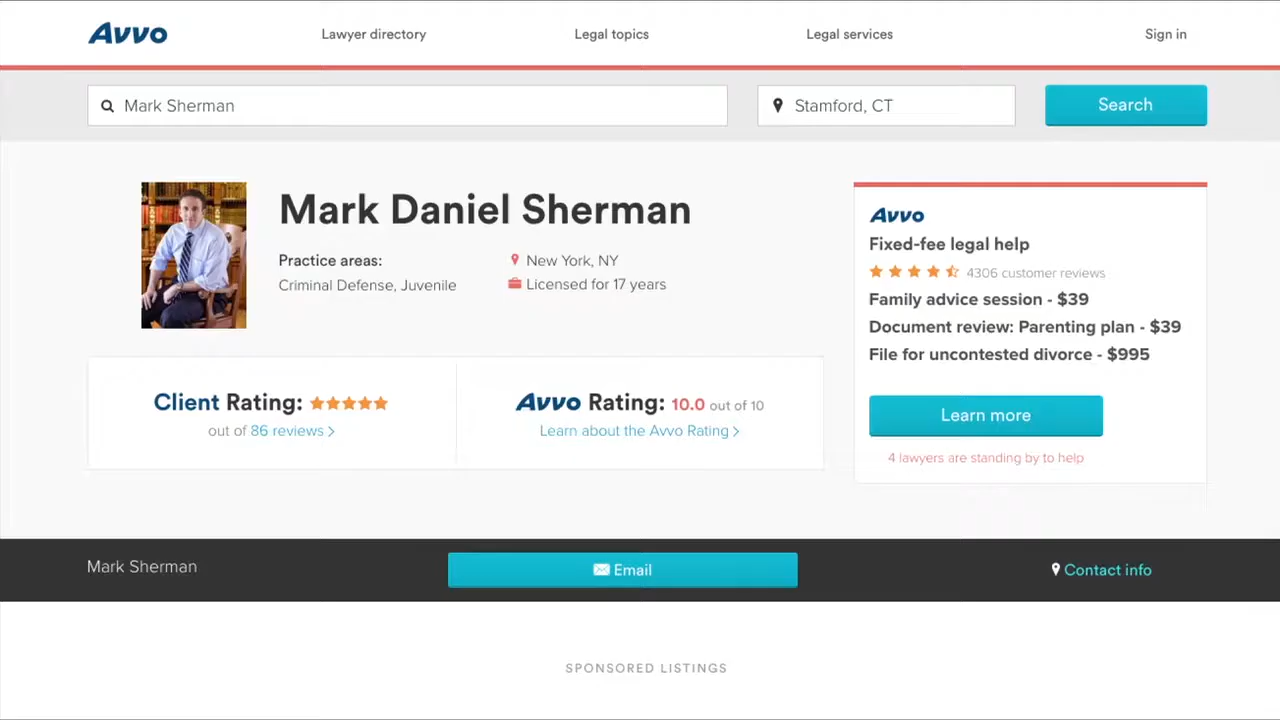 Avvo
Lawyer directory
Legal topics
Legal services
Sign in
Mark Sherman
Stamford, CT
Search
Mark Daniel Sherman
Practice areas:
Criminal Defense, Juvenile
New York, NY
Licensed for 17 years
Client Rating:
out of 86 reviews >
Avvo Rating: 10.0 out of 10
Learn about the Avvo Rating >
Avvo
Fixed-fee legal help
4306 customer reviews
Family advice session - $39
Document review: Parenting plan - $39
File for uncontested divorce - $995
Learn more
4 lawyers are standing by to help
Mark Sherman
Email
Contact info
SPONSORED LISTINGS